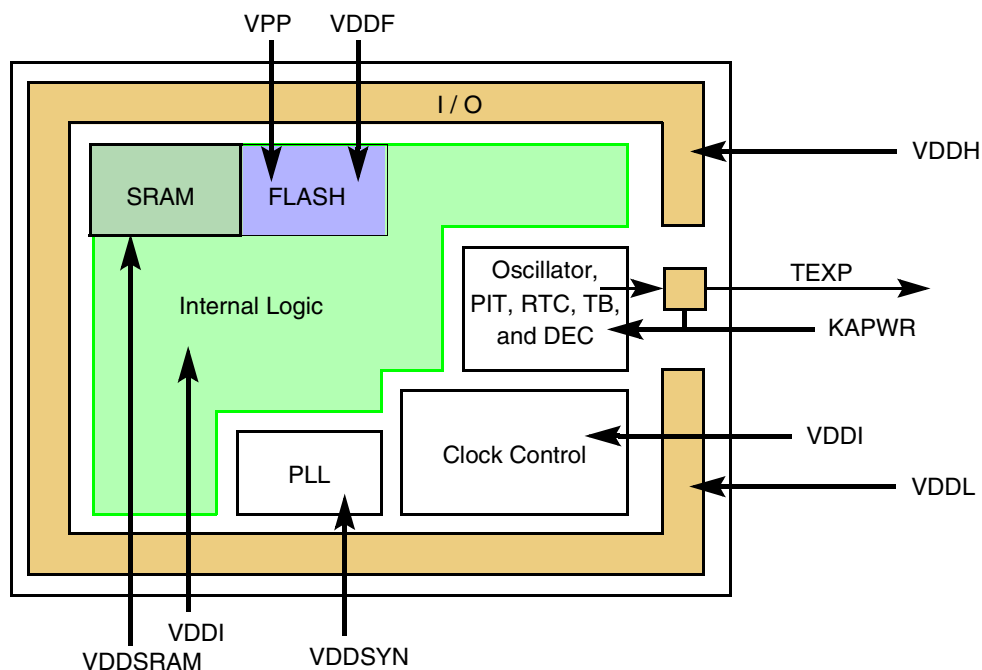 VPP
VDDF
I / O
VDDH
SRAM
FLASH
Oscillator,
PIT, RTC, TB,
and DEC
TEXP
Internal Logic
KAPWR
VDDI
Clock Control
PLL
VDDL
VDDI
VDDSRAM
VDDSYN